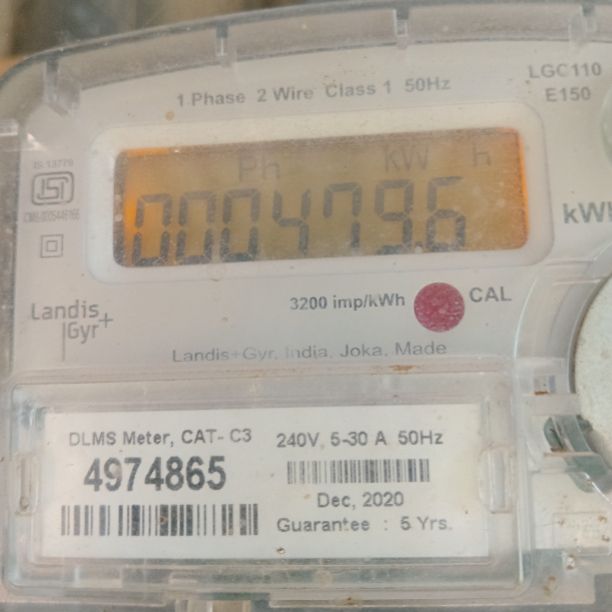 LGC110
E150
1 Phase 2 Wire Class 1 50Hz
IS:13779
Ph kW h
0004796
kWh
3200 imp/kWh CAL
Landis
Gyr+
Landis+Gyr, India, Joka, Made
DLMS Meter, CAT- C3
4974865
240V, 5-30 A 50Hz
Dec, 2020
Guarantee : 5 Yrs.